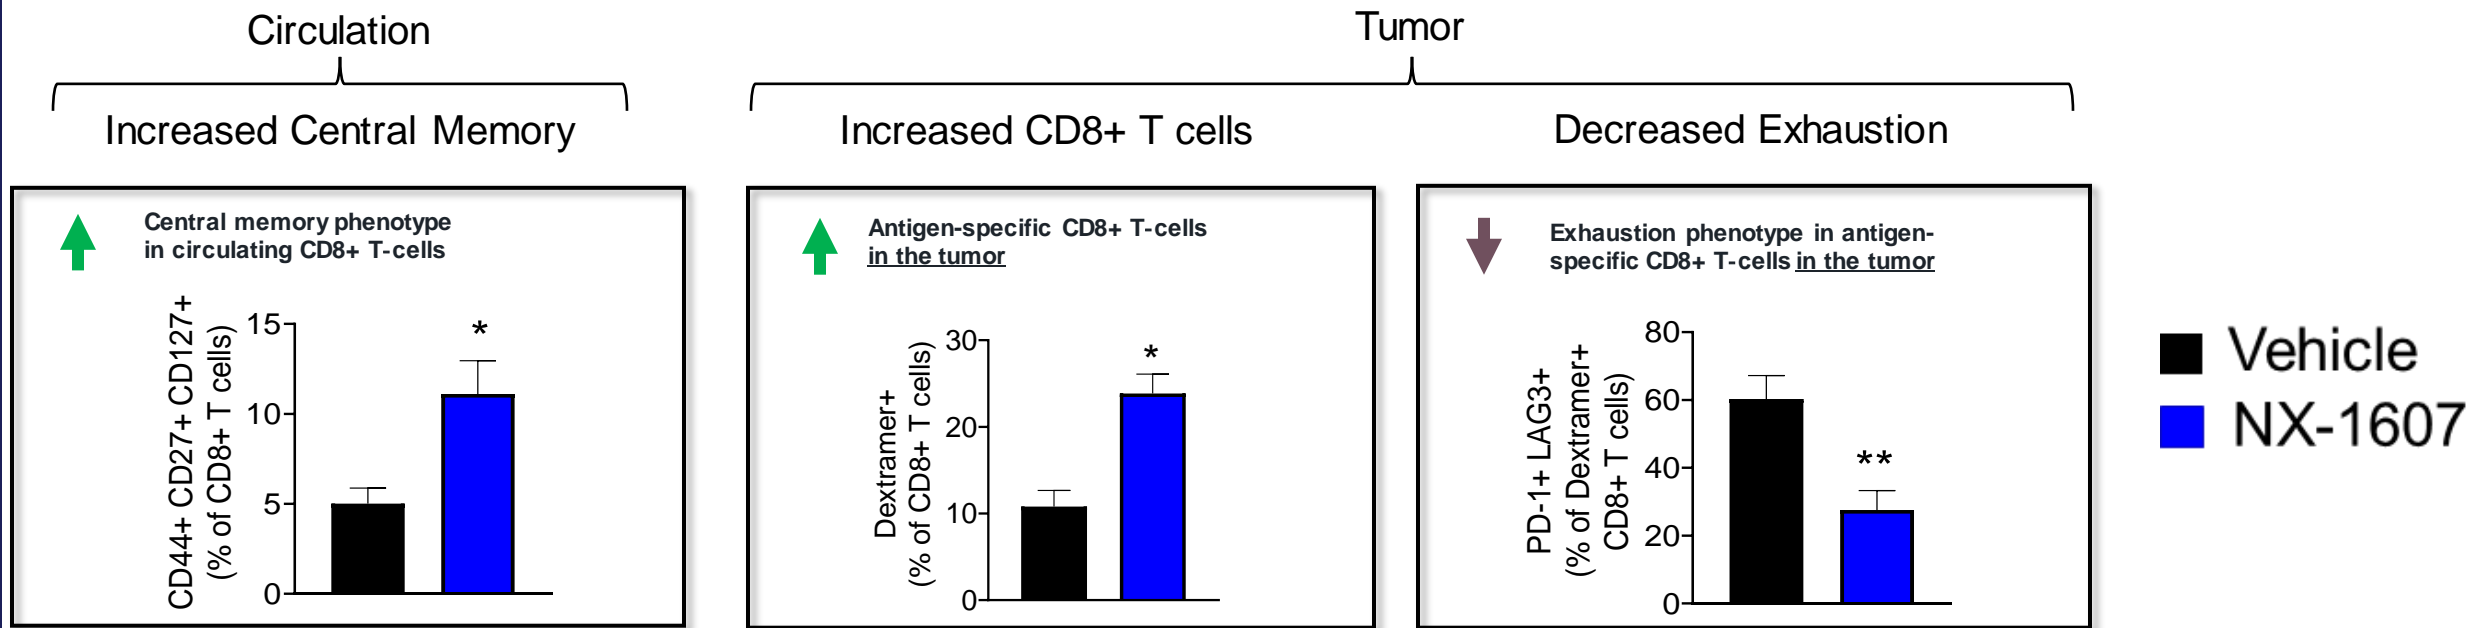 Circulation
Tumor
Increased Central Memory
Increased CD8+ T cells
Decreased Exhaustion
Central memory phenotype
in circulating CD8+ T-cells
CD44+ CD27+ CD127+
(% of CD8+ T cells)
15
10
5
0
*
Antigen-specific CD8+ T-cells
in the tumor
Dextramer+
(% of CD8+ T cells)
30
20
10
0
*
Exhaustion phenotype in antigen-
specific CD8+ T-cells in the tumor
PD-1+ LAG3+
(% of Dextramer+
CD8+ T cells)
80
60
40
20
0
**
Vehicle
NX-1607